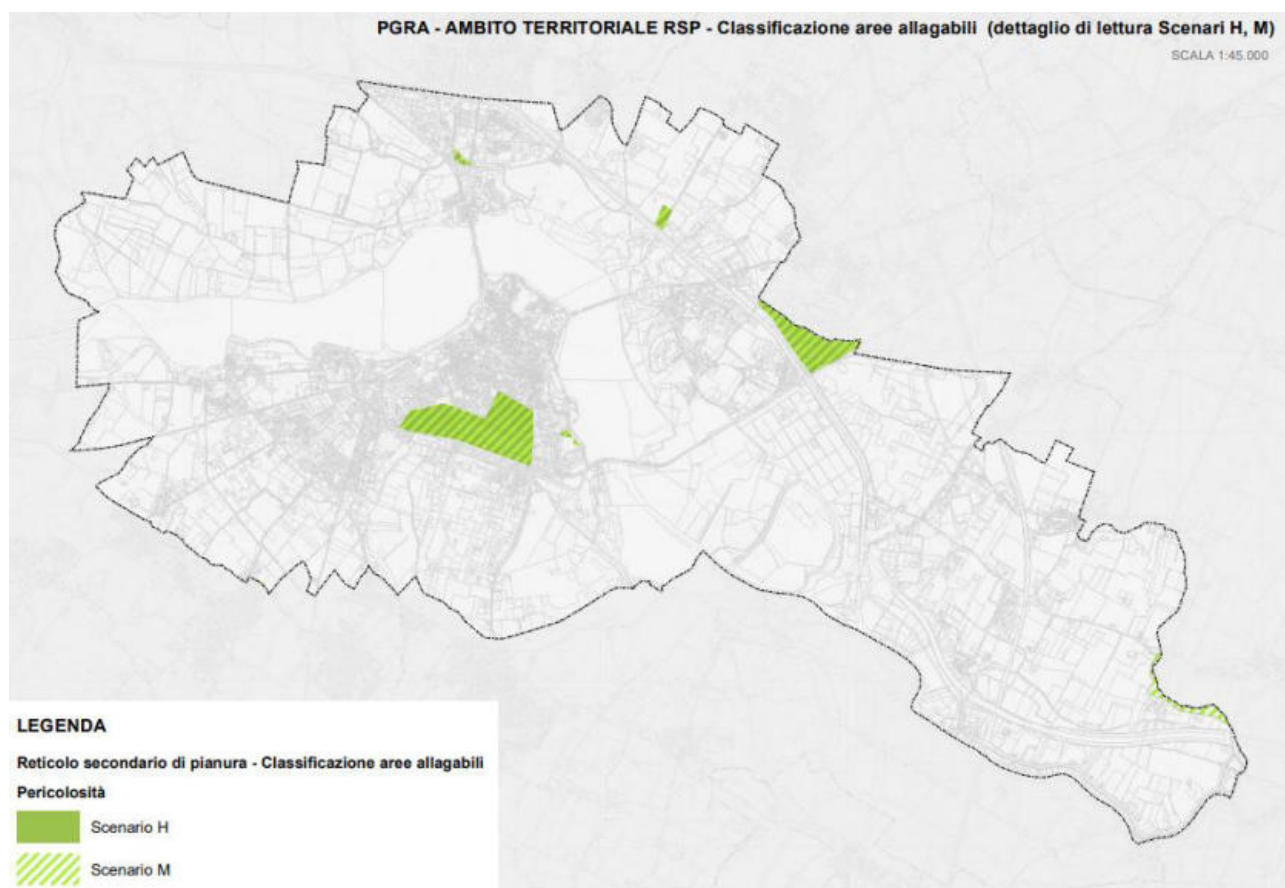 PGRA - AMBITO TERRITORIALE RSP - Classificazione aree allagabili (dettaglio di lettura Scenari H, M)
SCALA 1:45.000
LEGENDA
Reticolo secondario di pianura - Classificazione aree allagabili
Pericolosità
Scenario H
Scenario M